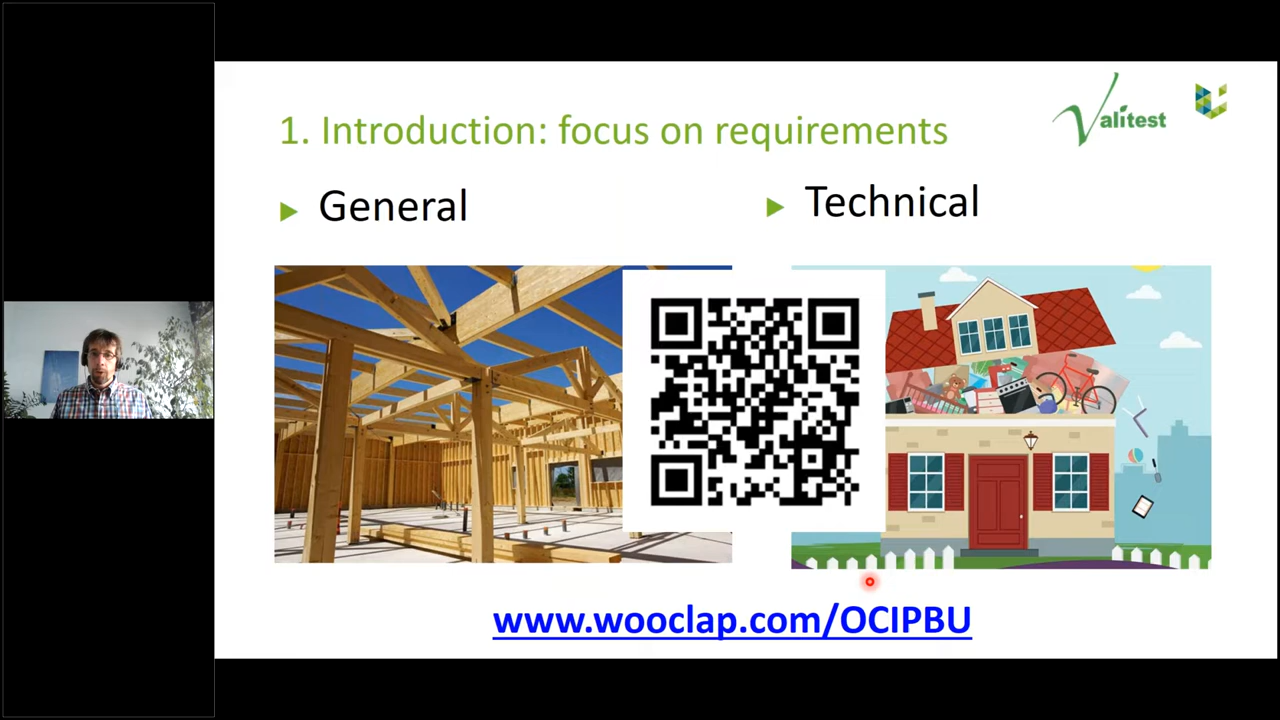 1. Introduction: focus on requirements
Valitest
General
Technical
www.wooclap.com/OCIPBU